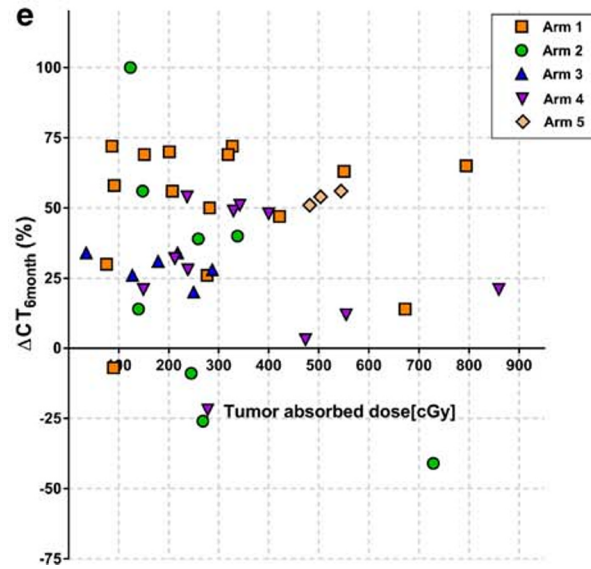 e
Arm 1
Arm 2
Arm 3
Arm 4
Arm 5
ΔCT6month (%)
100
75
50
25
0
-25
-50
-75
100 200 300 400 500 600 700 800 900
Tumor absorbed dose[cGy]